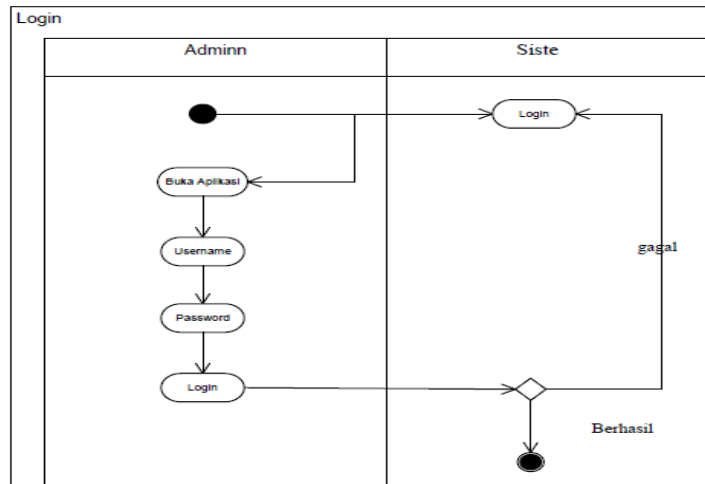 Login
Adminn
Siste
Login
Buka Aplikasi
Username
gagal
Password
Login
Berhasil